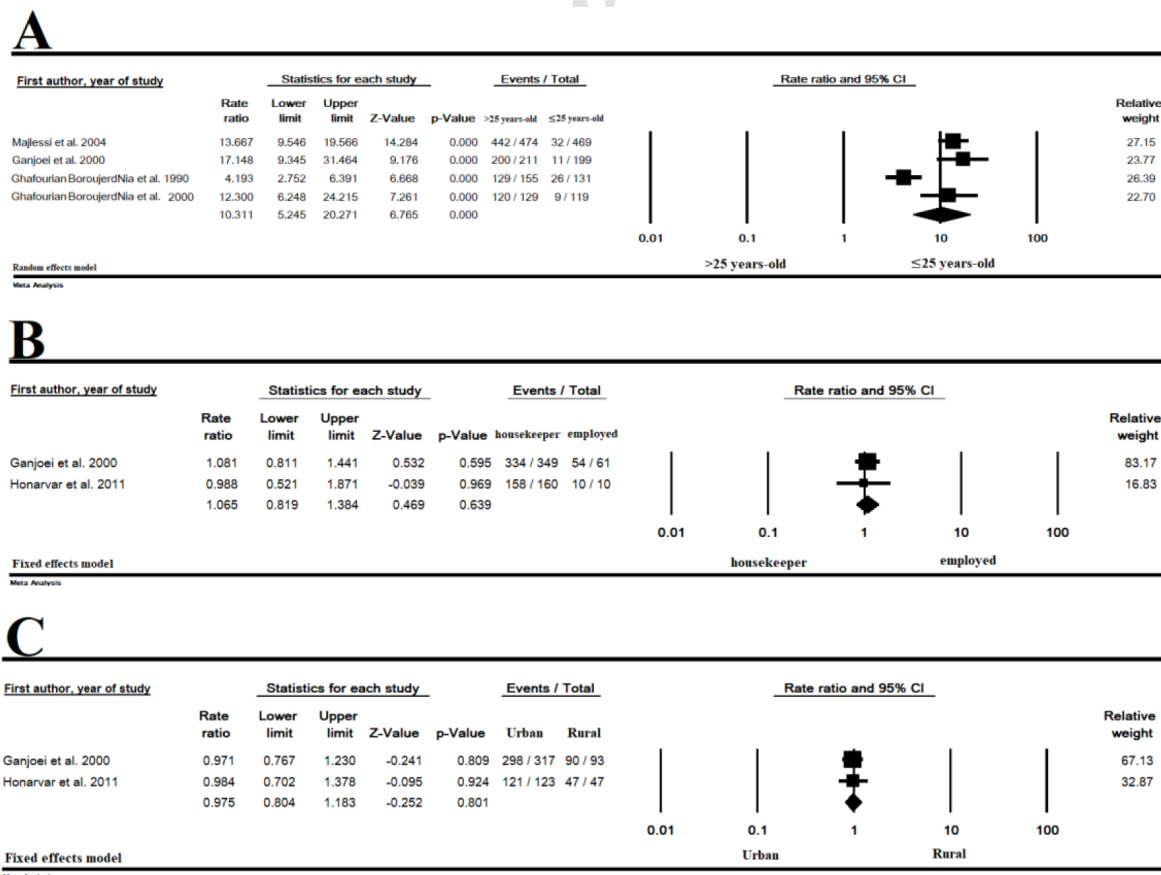 A
First author, year of study Statistics for each study Events / Total Rate ratio and 95% CI
Rate Lower Upper Relative
ratio limit limit Z-Value p-Value >25 years-old ≤25 years-old weight
Majlessi et al. 2004 13.667 9.546 19.566 14.284 0.000 442 / 474 32 / 469 27.15
Ganjoei et al. 2000 17.148 9.345 31.464 9.176 0.000 200 / 211 11 / 199 23.77
Ghafourian BoroujerdNia et al. 1990 4.193 2.752 6.391 6.668 0.000 129 / 155 26 / 131 26.39
Ghafourian BoroujerdNia et al. 2000 12.300 6.248 24.215 7.261 0.000 120 / 129 9 / 119 22.70
10.311 5.245 20.271 6.765 0.000
0.01 0.1 1 10 100
>25 years-old ≤25 years-old
Random effects model
Meta Analysis
B
First author, year of study Statistics for each study Events / Total Rate ratio and 95% CI
Rate Lower Upper Relative
ratio limit limit Z-Value p-Value housekeeper employed weight
Ganjoei et al. 2000 1.081 0.811 1.441 0.532 0.595 334 / 349 54 / 61 83.17
Honarvar et al. 2011 0.988 0.521 1.871 -0.039 0.969 158 / 160 10 / 10 16.83
1.065 0.819 1.384 0.469 0.639
0.01 0.1 1 10 100
housekeeper employed
Fixed effects model
Meta Analysis
C
First author, year of study Statistics for each study Events / Total Rate ratio and 95% CI
Rate Lower Upper Relative
ratio limit limit Z-Value p-Value Urban Rural weight
Ganjoei et al. 2000 0.971 0.767 1.230 -0.241 0.809 298 / 317 90 / 93 67.13
Honarvar et al. 2011 0.984 0.702 1.378 -0.095 0.924 121 / 123 47 / 47 32.87
0.975 0.804 1.183 -0.252 0.801
0.01 0.1 1 10 100
Urban Rural
Fixed effects model